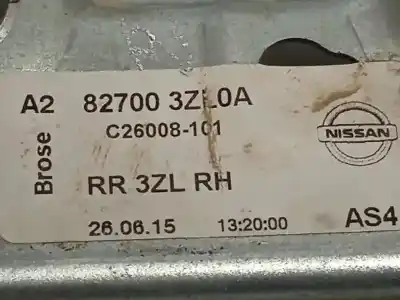 A2 82700 3ZL0A
C26008-101
Brose
NISSAN
RR 3ZL RH
26.06.15 13:20:00 AS4